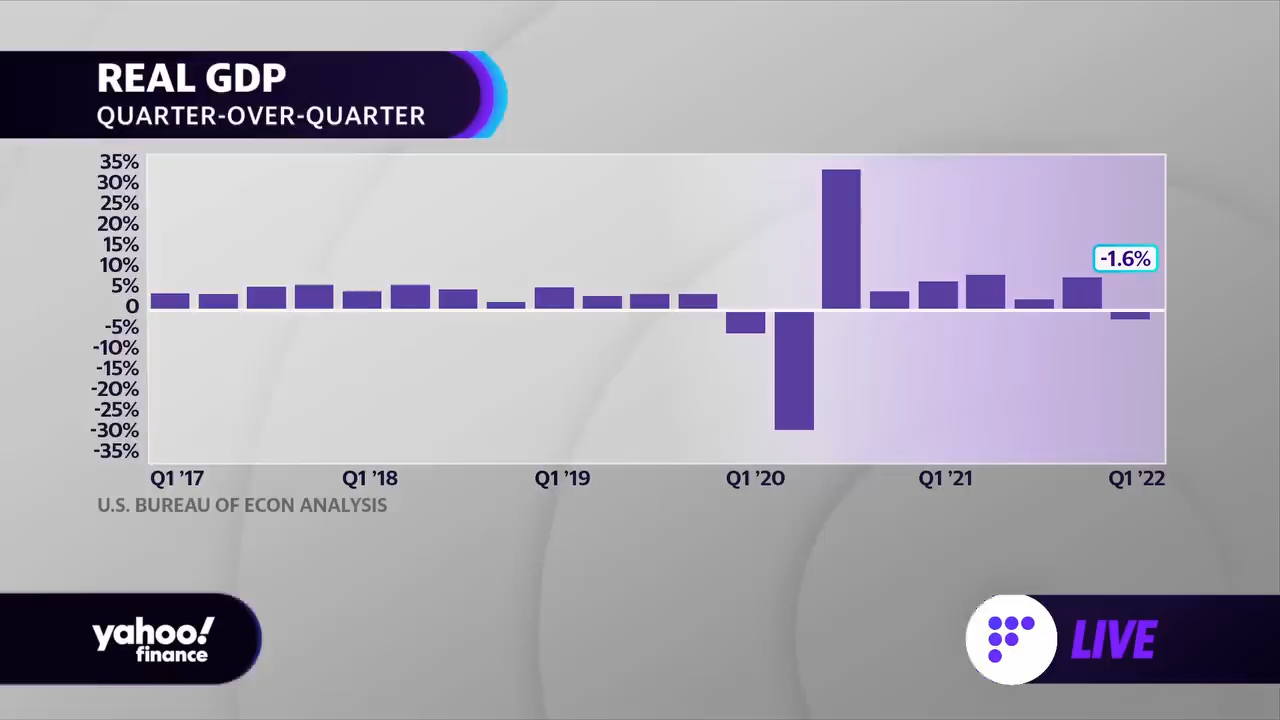 REAL GDP
QUARTER-OVER-QUARTER
35%
30%
25%
20%
15%
10%
5%
0
-5%
-10%
-15%
-20%
-25%
-30%
-35%
-1.6%
Q1 ’17 Q1 ’18 Q1 ’19 Q1 ’20 Q1 ’21 Q1 ’22
U.S. BUREAU OF ECON ANALYSIS
yahoo!
finance
LIVE